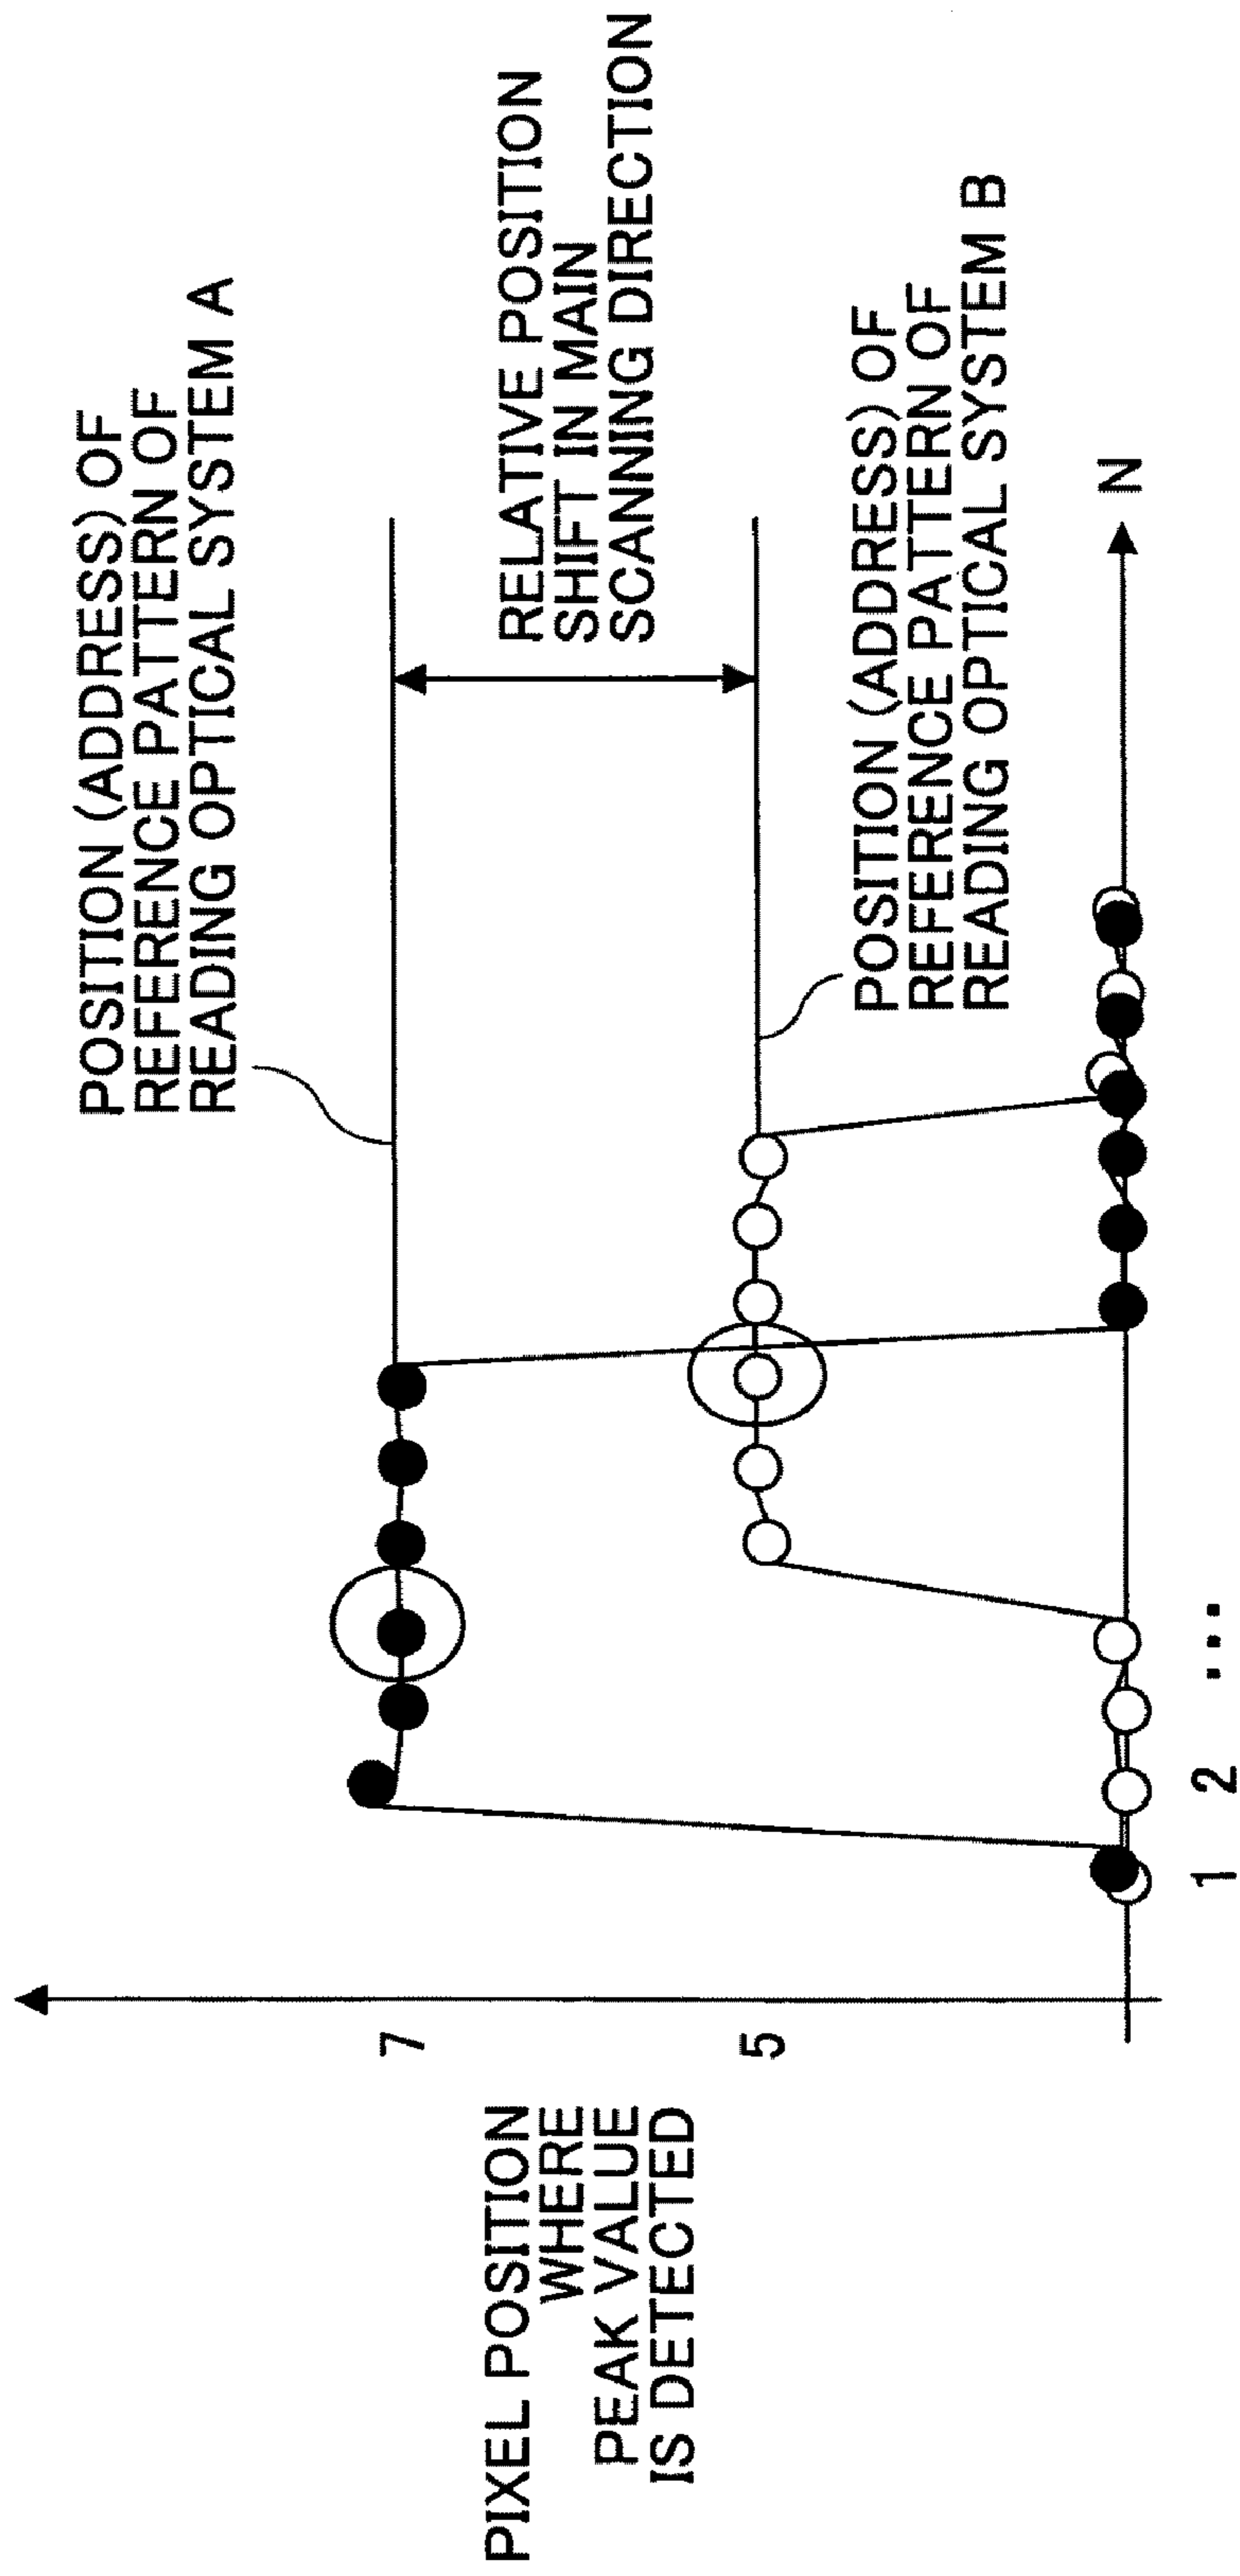 POSITION (ADDRESS) OF
REFERENCE PATTERN OF
READING OPTICAL SYSTEM A
RELATIVE POSITION
SHIFT IN MAIN
SCANNING DIRECTION
POSITION (ADDRESS) OF
REFERENCE PATTERN OF
READING OPTICAL SYSTEM B
N
PIXEL POSITION
WHERE
PEAK VALUE
IS DETECTED
7
5
1 2 ...